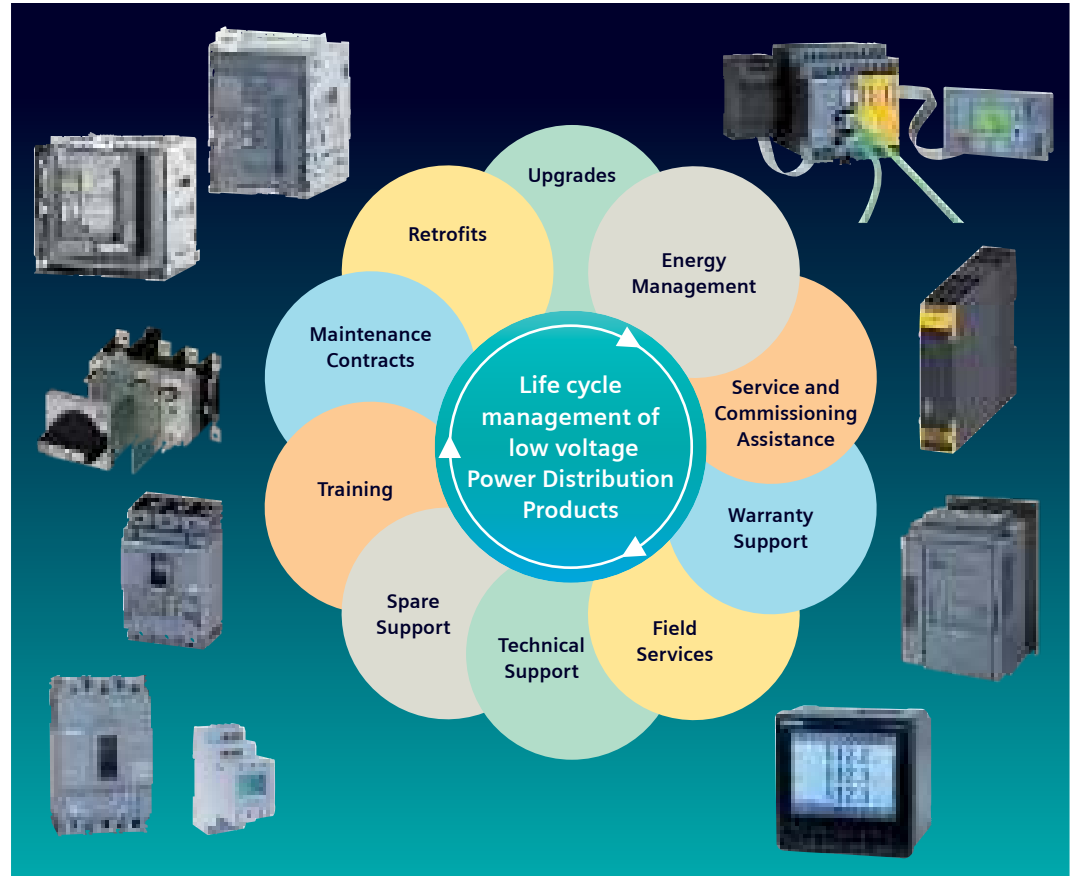 Upgrades
Energy
Management
Service and
Commissioning
Assistance
Warranty
Support
Field
Services
Technical
Support
Spare
Support
Training
Maintenance
Contracts
Retrofits
Life cycle
management of
low voltage
Power Distribution
Products